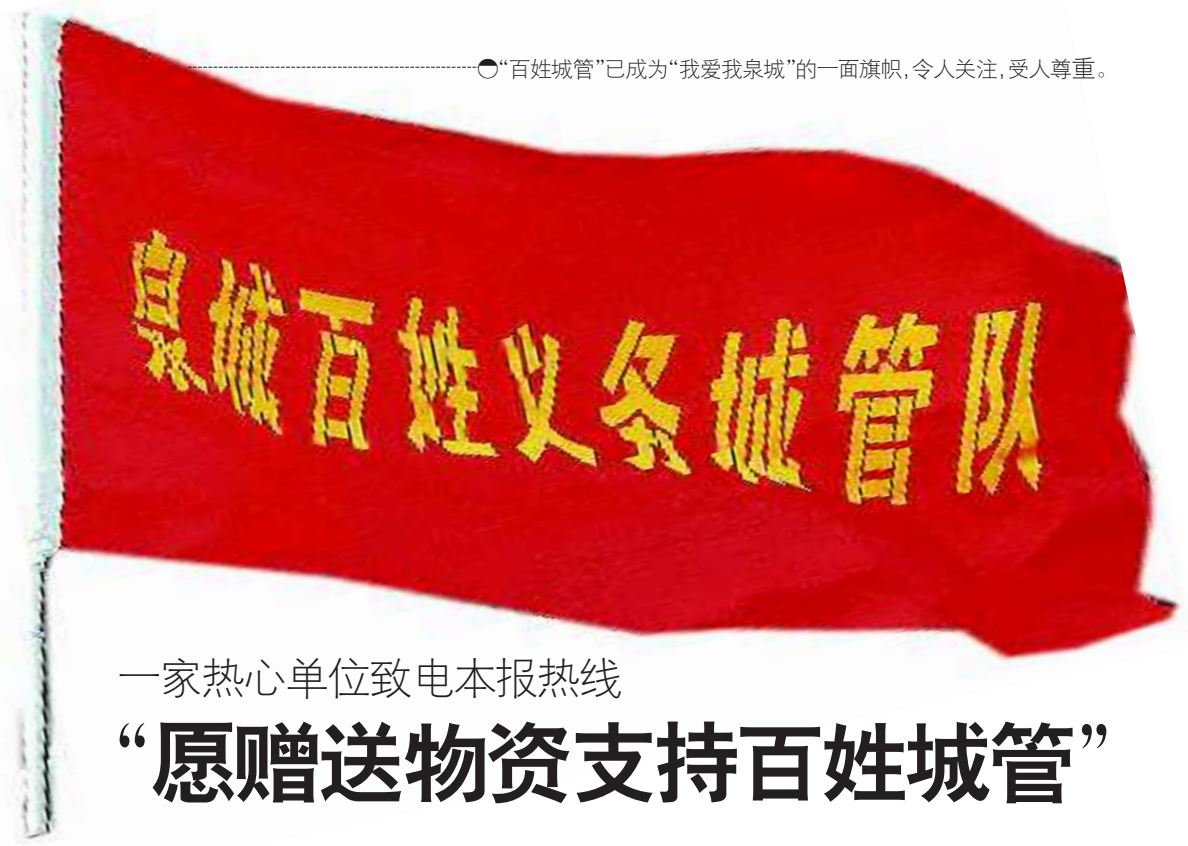 “百姓城管”已成为“我爱我泉城”的一面旗帜,令人关注,受人尊重。
泉城百姓义务城管队
一家热心单位致电本报热线
“愿赠送物资支持百姓城管”